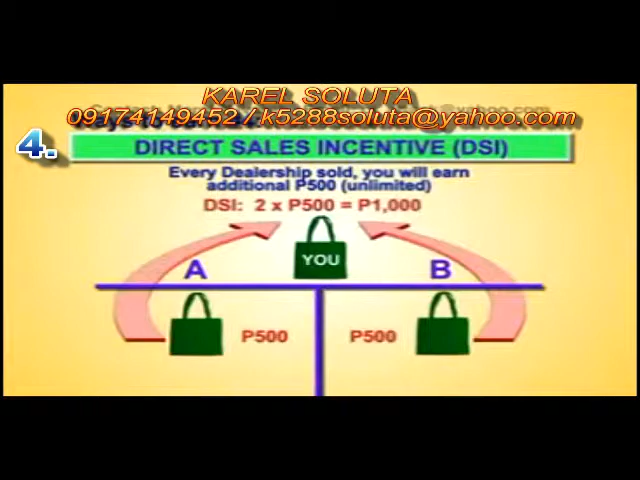 KAREL SOLUTA
09174149452 / k5288soluta@yahoo.com
4.
DIRECT SALES INCENTIVE (DSI)
Every Dealership sold, you will earn
additional P500 (unlimited)
DSI: 2 x P500 = P1,000
YOU
A B
P500 P500